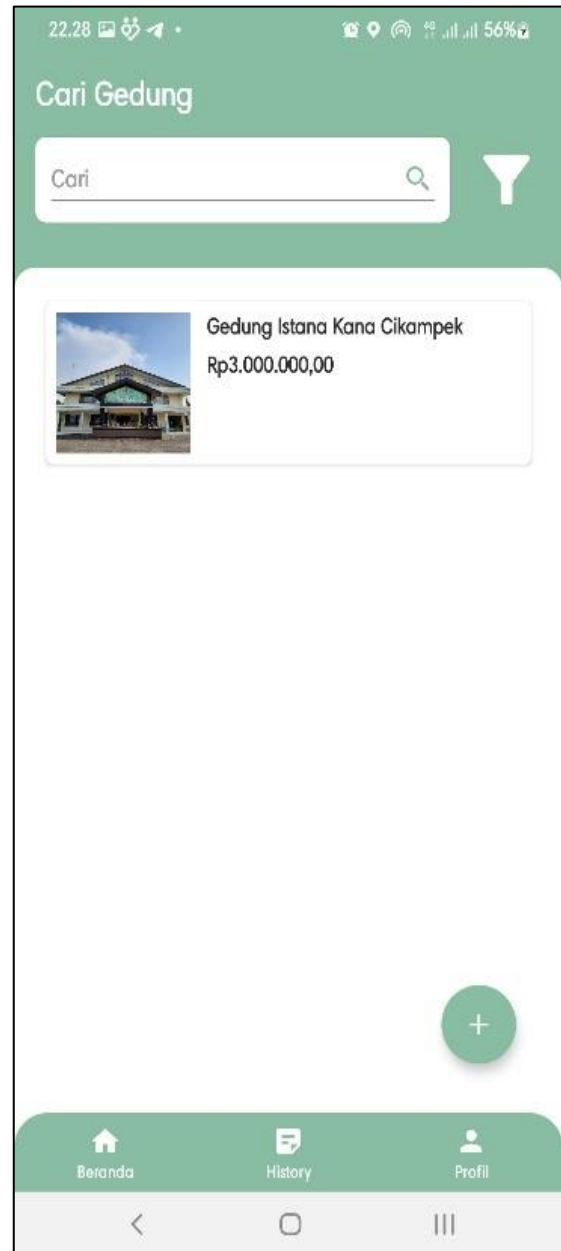 22.28 56%
Cari Gedung
Cari
Gedung Istana Kana Cikampek
Rp3.000.000,00
+
Beranda
History
Profil